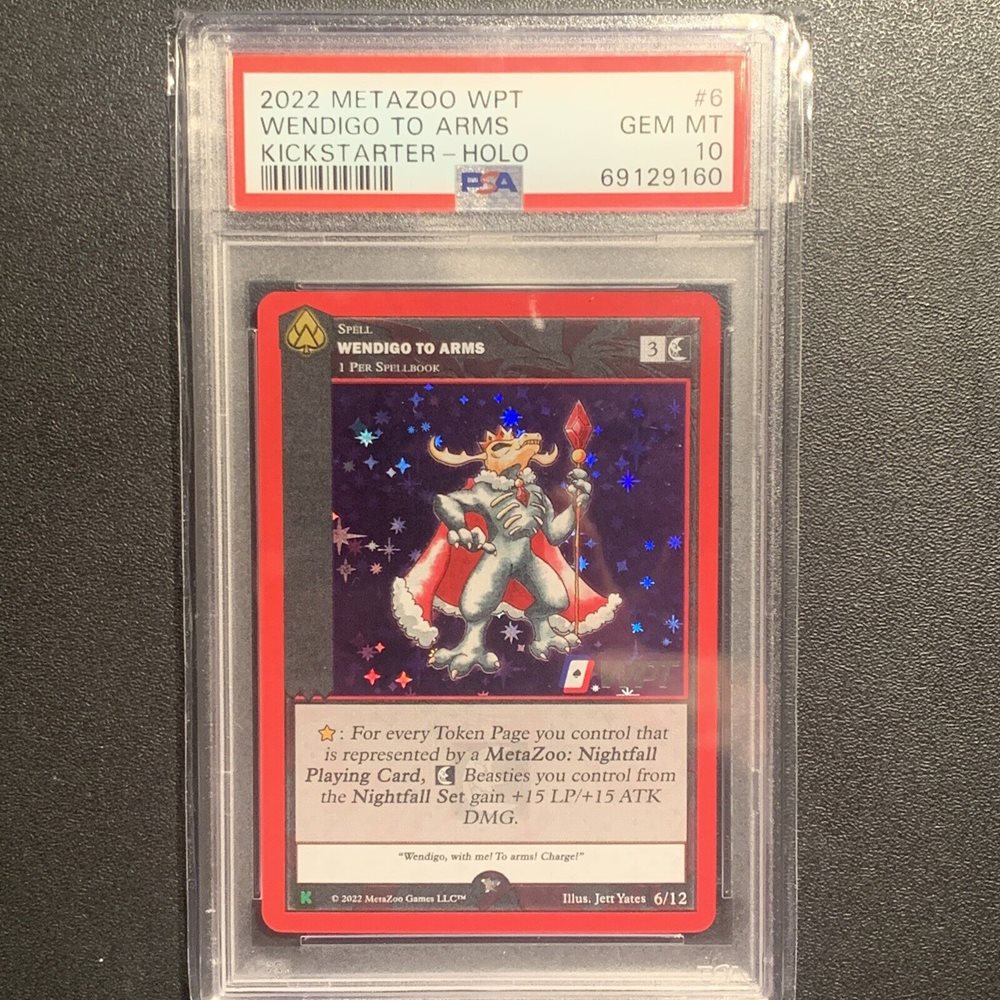 2022 METAZOO WPT #6
WENDIGO TO ARMS GEM MT
KICKSTARTER – HOLO 10
PSA 69129160
SPELL
WENDIGO TO ARMS
1 PER SPELLBOOK
3
: For every Token Page you control that
is represented by a MetaZoo: Nightfall
Playing Card, Beasties you control from
the Nightfall Set gain +15 LP/+15 ATK
DMG.
"Wendigo, with me! To arms! Charge!"
K © 2022 MetaZoo Games LLC™ Illus. Jett Yates 6/12